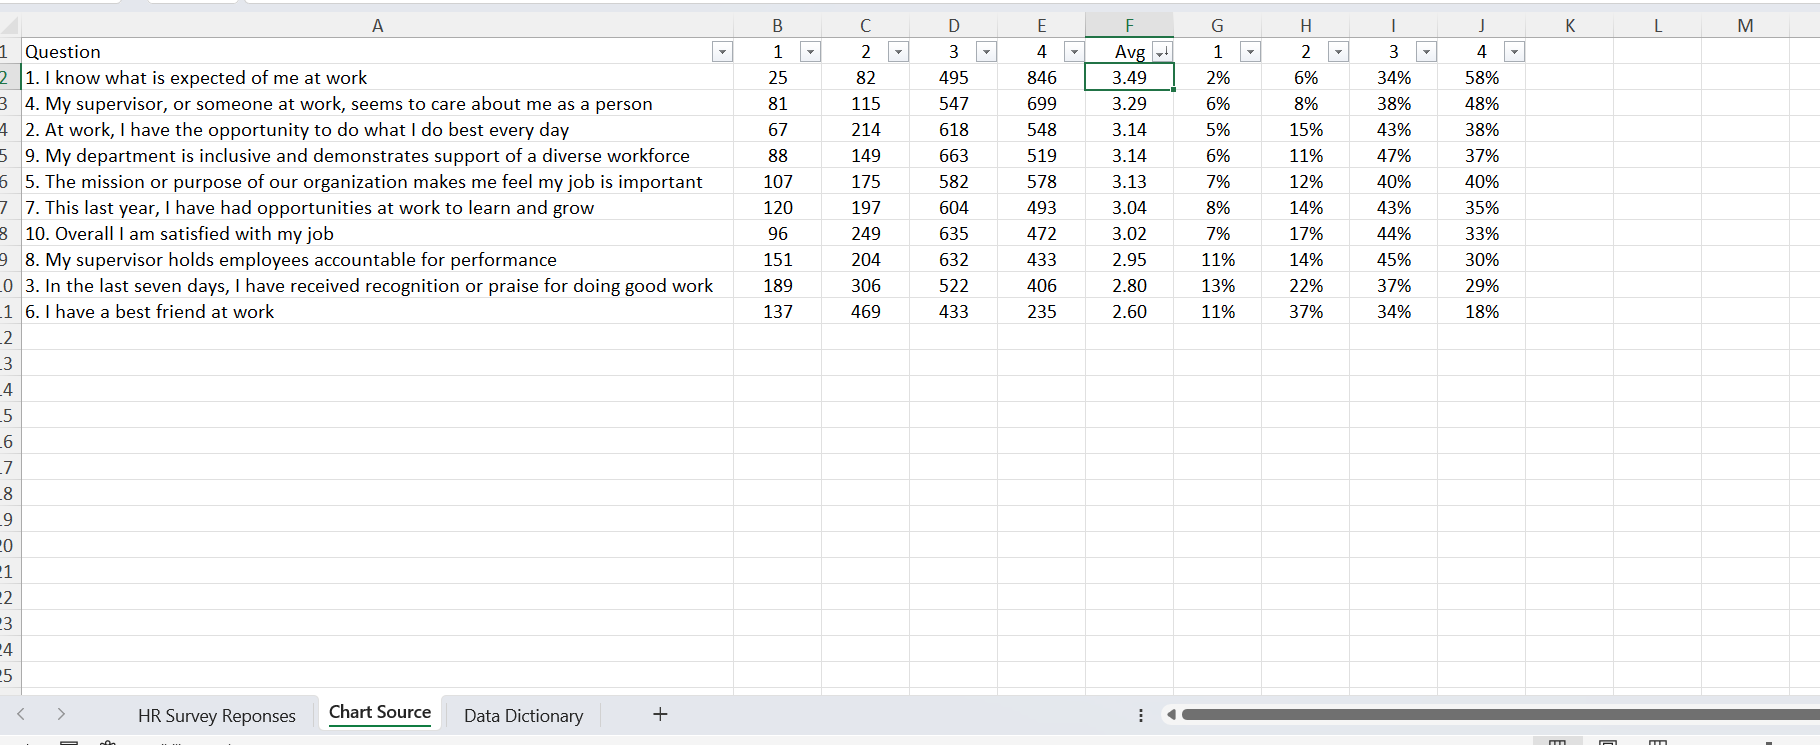 A B C D E F G H I J K L M
1 Question 1 2 3 4 Avg 1 2 3 4
2 1. I know what is expected of me at work 25 82 495 846 3.49 2% 6% 34% 58%
3 4. My supervisor, or someone at work, seems to care about me as a person 81 115 547 699 3.29 6% 8% 38% 48%
4 2. At work, I have the opportunity to do what I do best every day 67 214 618 548 3.14 5% 15% 43% 38%
5 9. My department is inclusive and demonstrates support of a diverse workforce 88 149 663 519 3.14 6% 11% 47% 37%
6 5. The mission or purpose of our organization makes me feel my job is important 107 175 582 578 3.13 7% 12% 40% 40%
7 7. This last year, I have had opportunities at work to learn and grow 120 197 604 493 3.04 8% 14% 43% 35%
8 10. Overall I am satisfied with my job 96 249 635 472 3.02 7% 17% 44% 33%
9 8. My supervisor holds employees accountable for performance 151 204 632 433 2.95 11% 14% 45% 30%
0 3. In the last seven days, I have received recognition or praise for doing good work 189 306 522 406 2.80 13% 22% 37% 29%
1 6. I have a best friend at work 137 469 433 235 2.60 11% 37% 34% 18%
2
3
4
5
6
7
8
9
20
21
22
23
24
25
HR Survey Reponses Chart Source Data Dictionary +